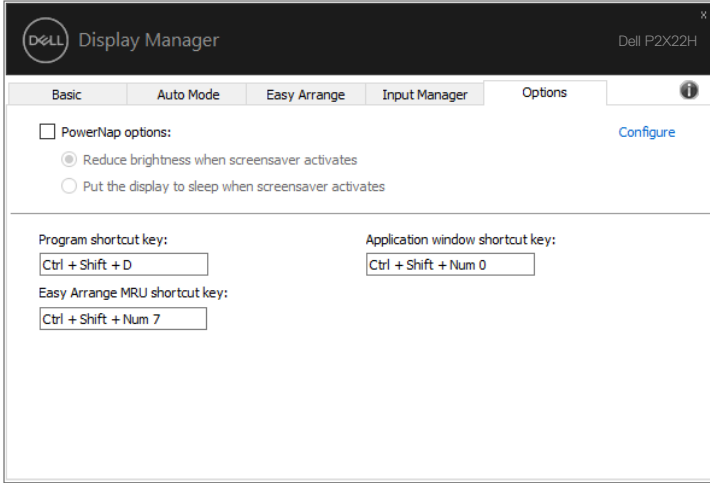 x
DELL Display Manager
Dell P2X22H
Basic Auto Mode Easy Arrange Input Manager Options i
PowerNap options: Configure
Reduce brightness when screensaver activates
Put the display to sleep when screensaver activates
Program shortcut key: Application window shortcut key:
Ctrl + Shift + D Ctrl + Shift + Num 0
Easy Arrange MRU shortcut key:
Ctrl + Shift + Num 7